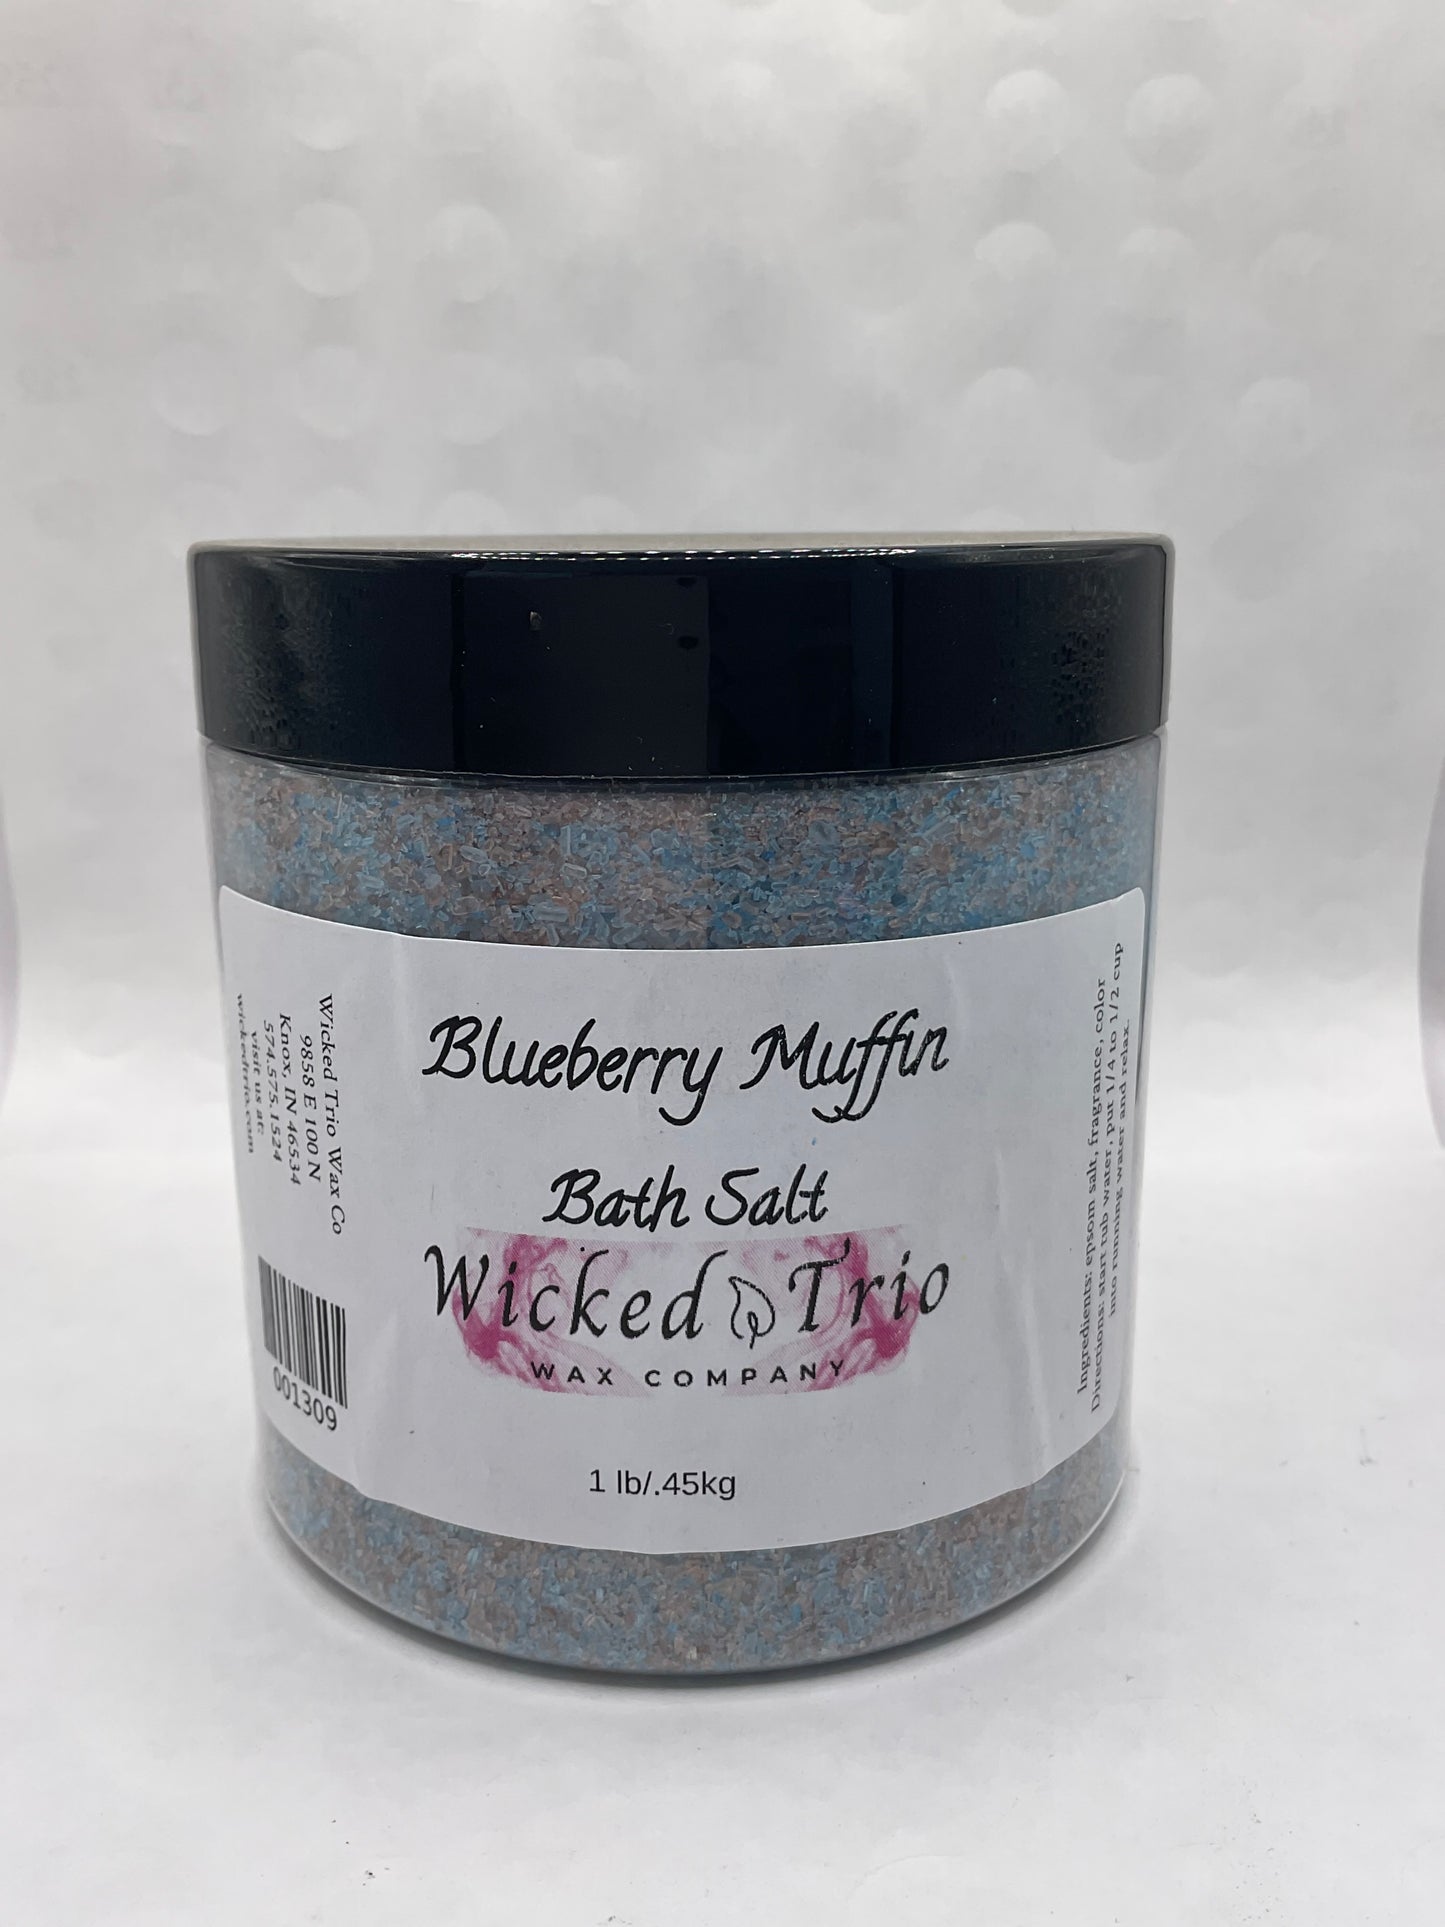 Blueberry Muffin
Bath Salt
Wicked Trio
WAX COMPANY
1 lb/.45kg
Wicked Trio Wax Co
9858 E 100 N
Knox, IN 46534
574.575.1524
visit us at:
wickedtrio.com
001309
Ingredients: epsom salt, fragrance, color
Directions: start tub water, put 1/4 to 1/2 cup
into running water and relax.